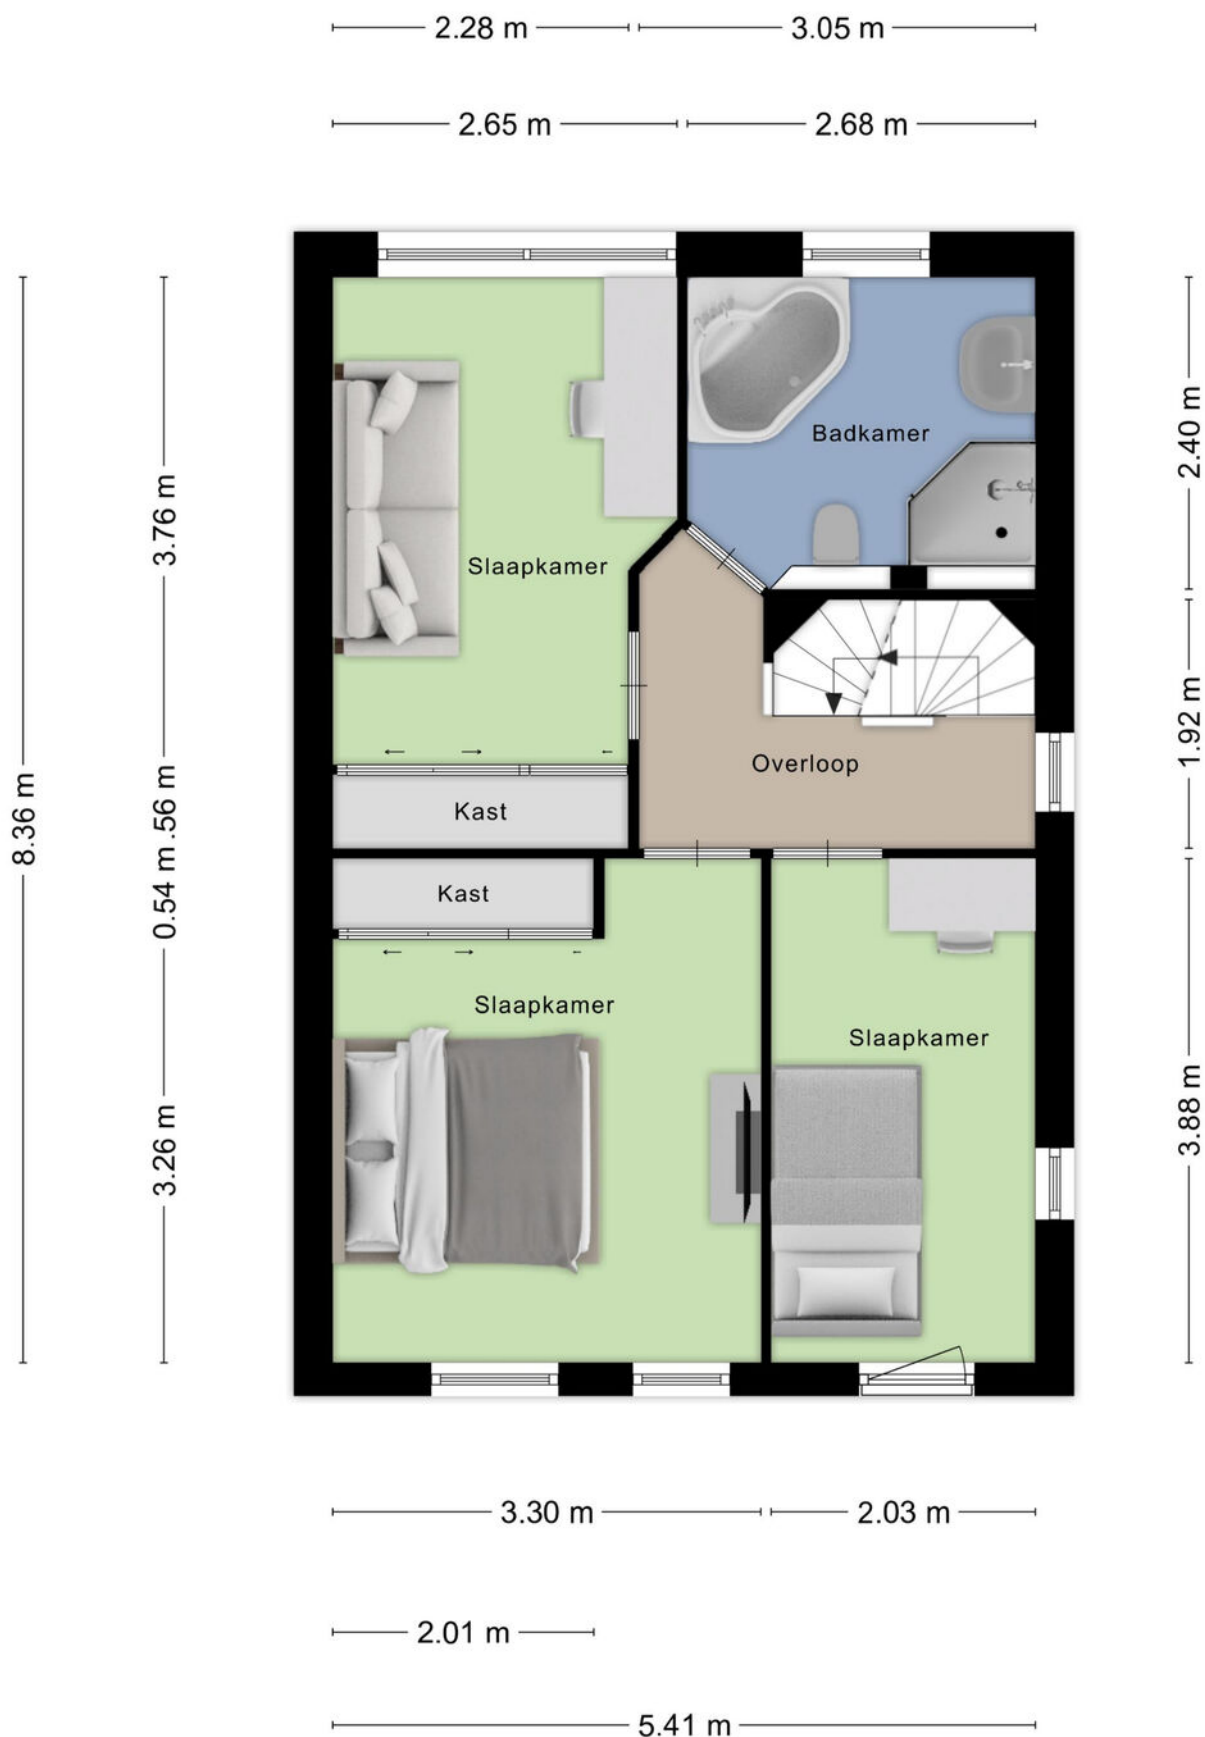 2.28 m
3.05 m
2.65 m
2.68 m
Badkamer
2.40 m
3.76 m
Slaapkamer
1.92 m
Overloop
Kast
8.36 m
0.54 m
.56 m
Kast
Slaapkamer
Slaapkamer
3.88 m
3.26 m
3.30 m
2.03 m
2.01 m
5.41 m